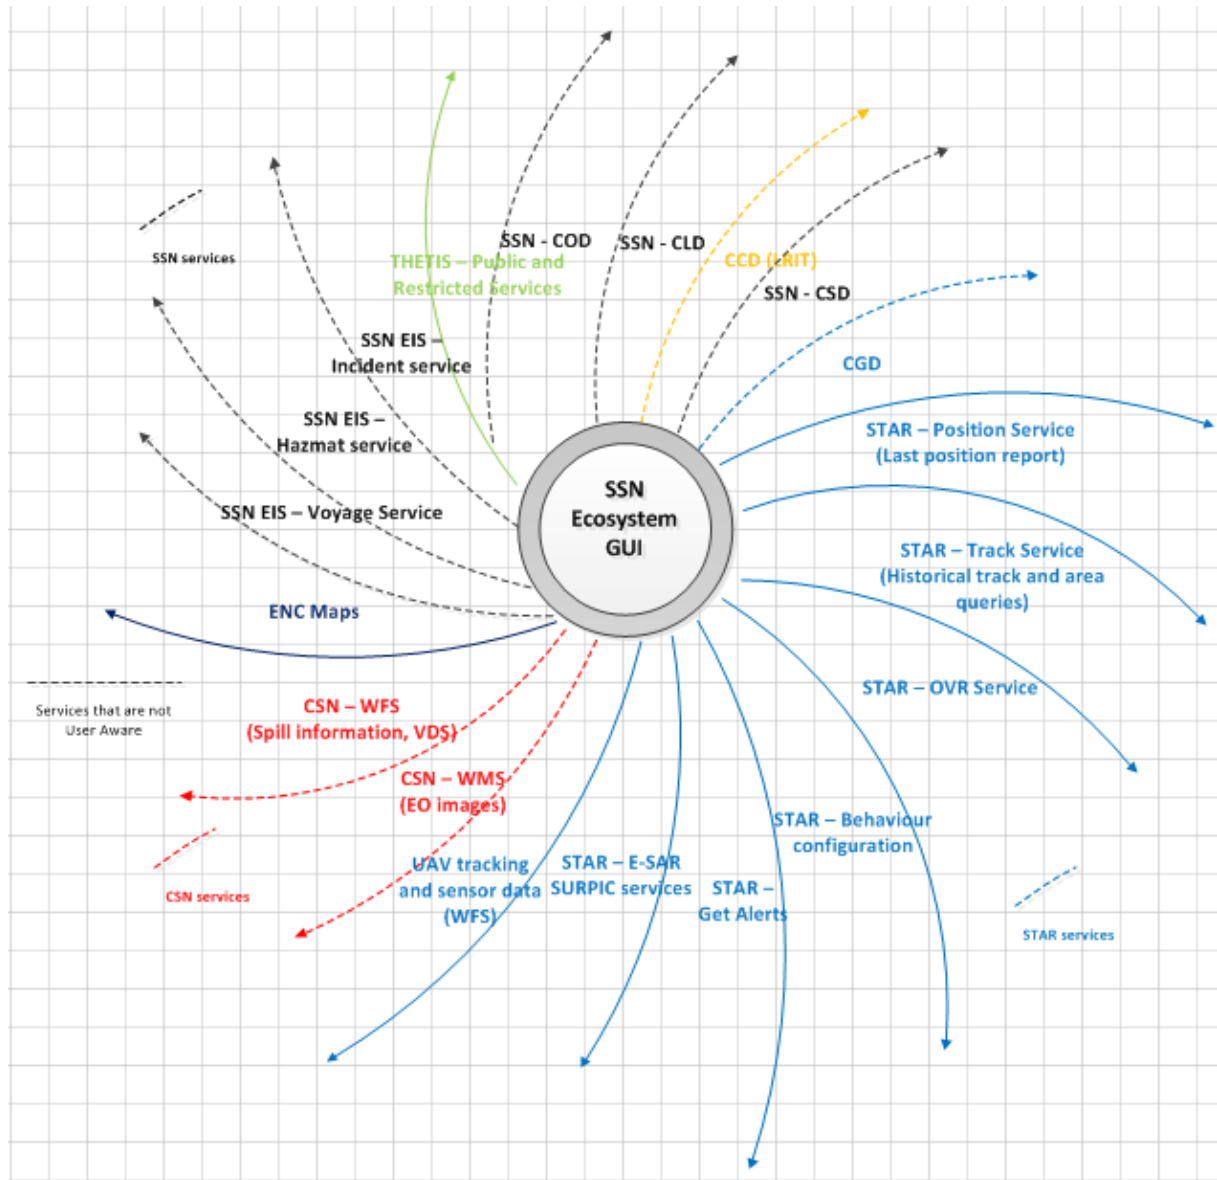 SSN - COD
SSN - CLD
CCD (LRIT)
SSN - CSD
SSN services
THETIS – Public and
Restricted Services
SSN EIS –
Incident service
CGD
SSN EIS –
Hazmat service
STAR – Position Service
(Last position report)
SSN
Ecosystem
GUI
SSN EIS – Voyage Service
STAR – Track Service
(Historical track and area
queries)
ENC Maps
STAR – OVR Service
Services that are not
User Aware
CSN – WFS
(Spill information, VDS)
CSN – WMS
(EO images)
STAR – Behaviour
configuration
UAV tracking
and sensor data
(WFS)
STAR – E-SAR
SURPIC services
STAR –
Get Alerts
CSN services
STAR services